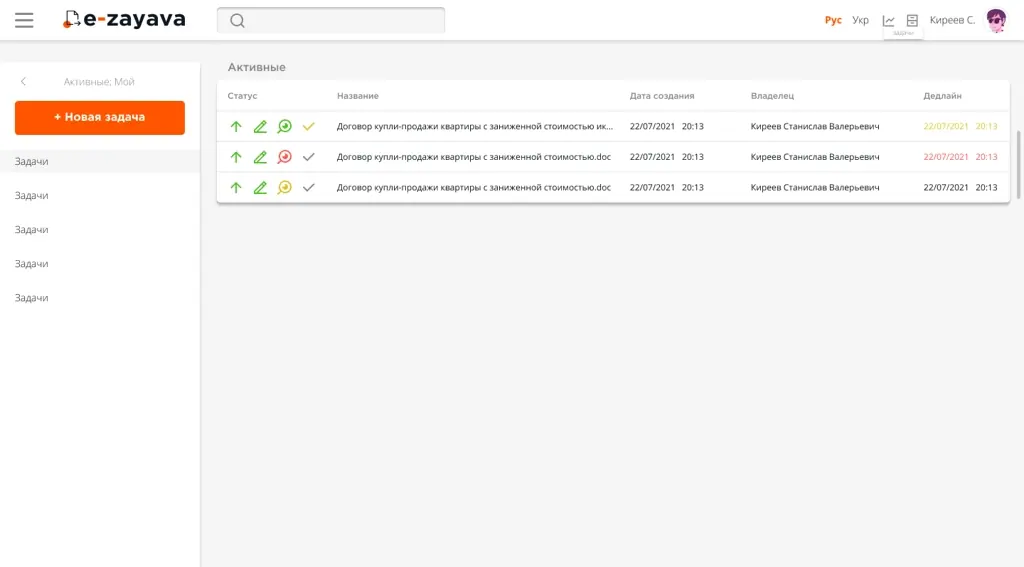 e-zayava
Рус Укр задачи Киреев С.
Активные: Мой
+ Новая задача
Задачи
Задачи
Задачи
Задачи
Задачи
Активные
Статус Название Дата создания Владелец Дедлайн
Договор купли-продажи квартиры с заниженной стоимостью ик... 22/07/2021 20:13 Киреев Станислав Валерьевич 22/07/2021 20:13
Договор купли-продажи квартиры с заниженной стоимостью.doc 22/07/2021 20:13 Киреев Станислав Валерьевич 22/07/2021 20:13
Договор купли-продажи квартиры с заниженной стоимостью.doc 22/07/2021 20:13 Киреев Станислав Валерьевич 22/07/2021 20:13